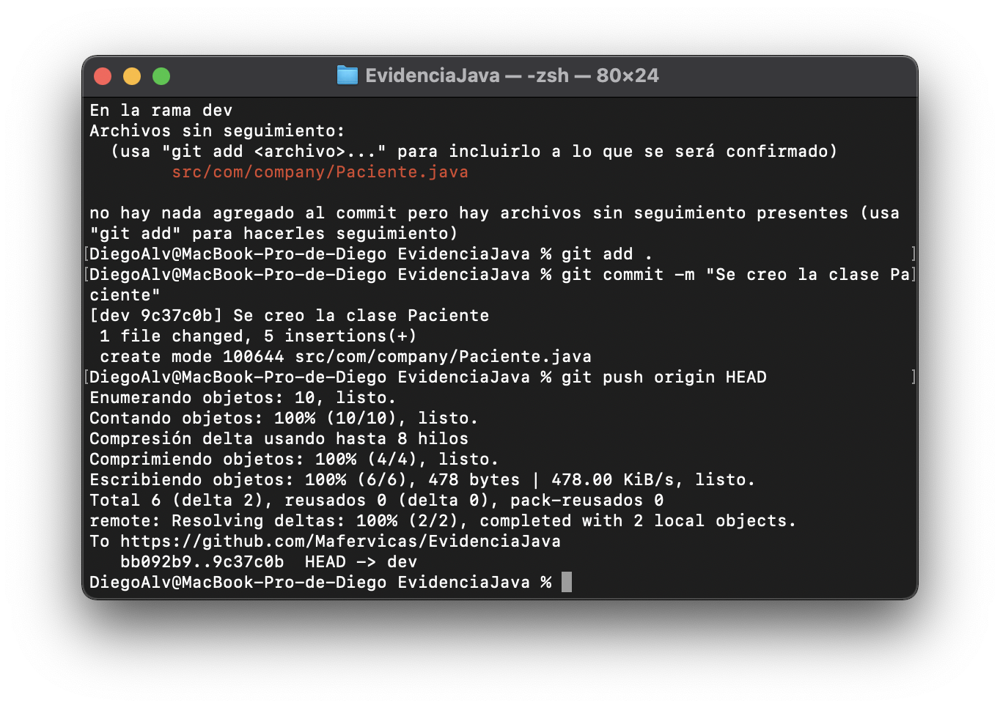 EvidenciaJava — -zsh — 80×24
En la rama dev
Archivos sin seguimiento:
  (usa "git add <archivo>..." para incluirlo a lo que se será confirmado)
        src/com/company/Paciente.java

no hay nada agregado al commit pero hay archivos sin seguimiento presentes (usa
"git add" para hacerles seguimiento)
[DiegoAlv@MacBook-Pro-de-Diego EvidenciaJava % git add .                         ]
[DiegoAlv@MacBook-Pro-de-Diego EvidenciaJava % git commit -m "Se creo la clase Pa]
ciente"
[dev 9c37c0b] Se creo la clase Paciente
 1 file changed, 5 insertions(+)
 create mode 100644 src/com/company/Paciente.java
[DiegoAlv@MacBook-Pro-de-Diego EvidenciaJava % git push origin HEAD              ]
Enumerando objetos: 10, listo.
Contando objetos: 100% (10/10), listo.
Compresión delta usando hasta 8 hilos
Comprimiendo objetos: 100% (4/4), listo.
Escribiendo objetos: 100% (6/6), 478 bytes | 478.00 KiB/s, listo.
Total 6 (delta 2), reusados 0 (delta 0), pack-reusados 0
remote: Resolving deltas: 100% (2/2), completed with 2 local objects.
To https://github.com/Mafervicas/EvidenciaJava
   bb092b9..9c37c0b  HEAD -> dev
DiegoAlv@MacBook-Pro-de-Diego EvidenciaJava %